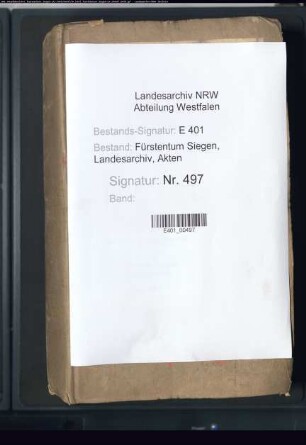 Landesarchiv NRW
Abteilung Westfalen
Bestands-Signatur: E 401
Bestand: Fürstentum Siegen,
Landesarchiv, Akten
Signatur: Nr. 497
Band:
E401_00497